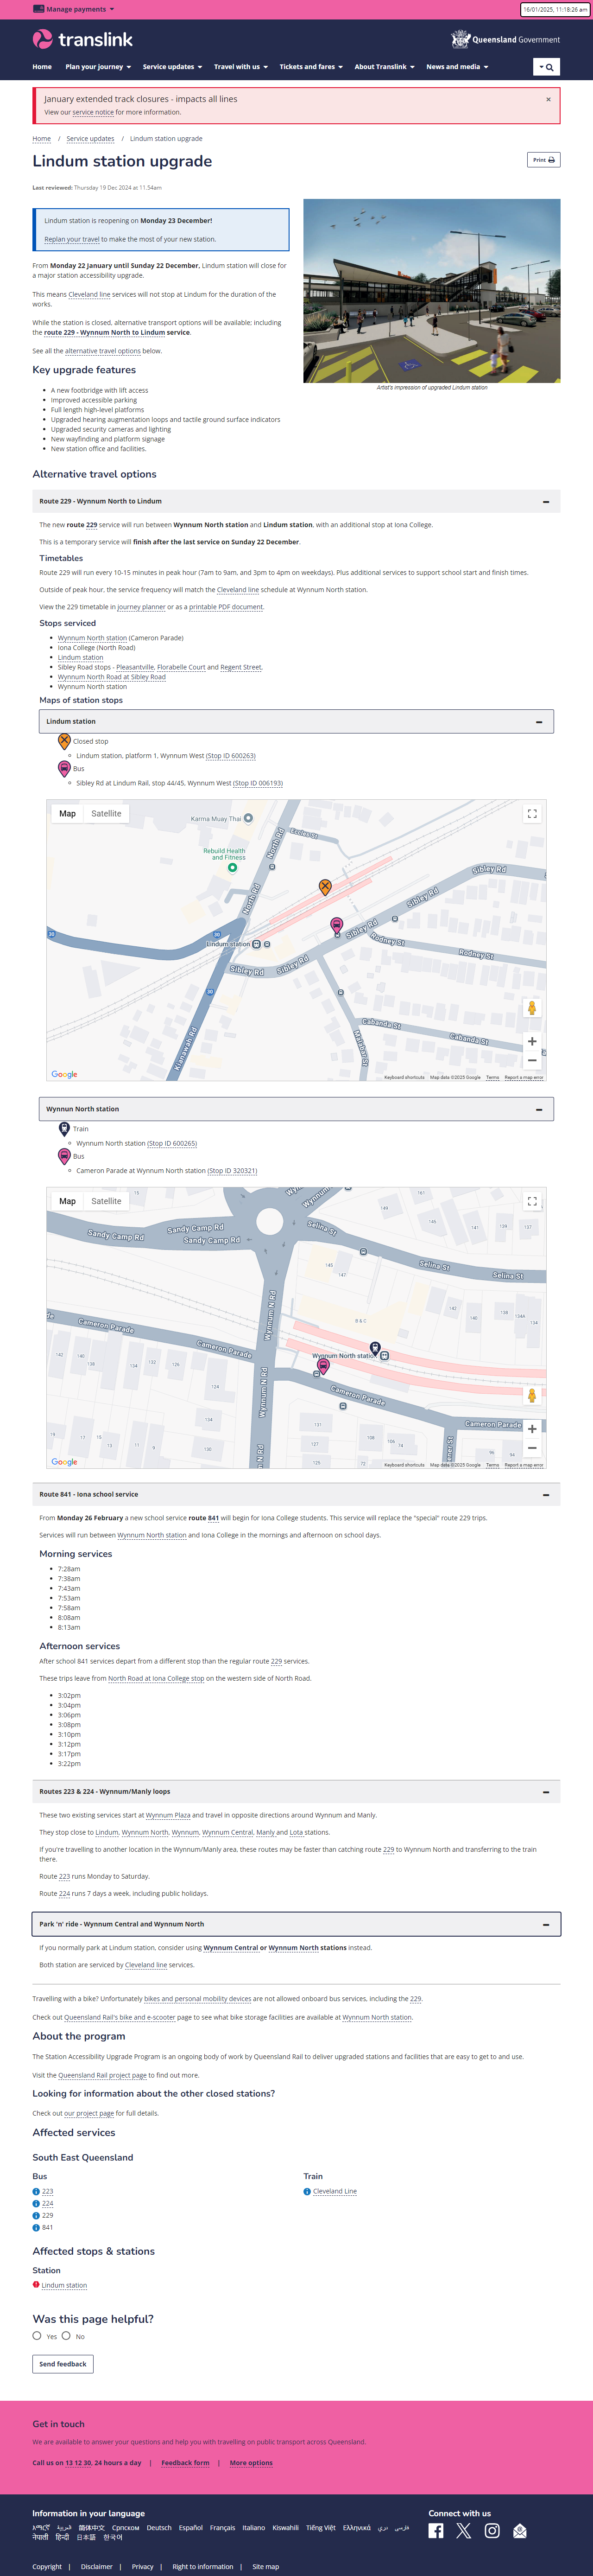 Manage payments
16/01/2025, 11:18:26 am
translink
Queensland Government
Home Plan your journey Service updates Travel with us Tickets and fares About Translink News and media
January extended track closures - impacts all lines
×
View our service notice for more information.
Home / Service updates / Lindum station upgrade
Lindum station upgrade
Print
Last reviewed: Thursday 19 Dec 2024 at 11.54am
Lindum station is reopening on Monday 23 December!
Replan your travel to make the most of your new station.
From Monday 22 January until Sunday 22 December, Lindum station will close for
a major station accessibility upgrade.
This means Cleveland line services will not stop at Lindum for the duration of the
works.
While the station is closed, alternative transport options will be available; including
the route 229 - Wynnum North to Lindum service.
See all the alternative travel options below.
Artist's impression of upgraded Lindum station
Key upgrade features
A new footbridge with lift access
Improved accessible parking
Full length high-level platforms
Upgraded hearing augmentation loops and tactile ground surface indicators
Upgraded security cameras and lighting
New wayfinding and platform signage
New station office and facilities.
Alternative travel options
Route 229 - Wynnum North to Lindum
The new route 229 service will run between Wynnum North station and Lindum station, with an additional stop at Iona College.
This is a temporary service will finish after the last service on Sunday 22 December.
Timetables
Route 229 will run every 10-15 minutes in peak hour (7am to 9am, and 3pm to 4pm on weekdays). Plus additional services to support school start and finish times.
Outside of peak hour, the service frequency will match the Cleveland line schedule at Wynnum North station.
View the 229 timetable in journey planner or as a printable PDF document.
Stops serviced
Wynnum North station (Cameron Parade)
Iona College (North Road)
Lindum station
Sibley Road stops - Pleasantville, Florabelle Court and Regent Street.
Wynnum North Road at Sibley Road
Wynnum North station
Maps of station stops
Lindum station
Closed stop
Lindum station, platform 1, Wynnum West (Stop ID 600263)
Bus
Sibley Rd at Lindum Rail, stop 44/45, Wynnum West (Stop ID 006193)
Map Satellite
Karma Muay Thai
Eccles St
Rebuild Health
and Fitness
North Rd
North Rd
Sibley Rd
Sibley Rd
Sibley Rd
Rodney St
Rodney St
30
30
Lindum station
Sibley Rd
Sibley Rd
30
Kianawah Rd
Malabar St
Cabanda St
Cabanda St
Google
Keyboard shortcuts Map data ©2025 Google Terms Report a map error
Wynnun North station
Train
Wynnum North station (Stop ID 600265)
Bus
Cameron Parade at Wynnum North station (Stop ID 320321)
Map Satellite
Sandy Camp Rd
Sandy Camp Rd
Sandy Camp Rd
Selina St
Selina St
Selina St
Wynnum N Rd
Wynnum N Rd
Cameron Parade
Cameron Parade
B & C
Wynnum North station
Cameron Parade
Cameron Parade
Google
Keyboard shortcuts Map data ©2025 Google Terms Report a map error
Route 841 - Iona school service
From Monday 26 February a new school service route 841 will begin for Iona College students. This service will replace the "special" route 229 trips.
Services will run between Wynnum North station and Iona College in the mornings and afternoon on school days.
Morning services
7:28am
7:38am
7:43am
7:53am
7:58am
8:08am
8:13am
Afternoon services
After school 841 services depart from a different stop than the regular route 229 services.
These trips leave from North Road at Iona College stop on the western side of North Road.
3:02pm
3:04pm
3:06pm
3:08pm
3:10pm
3:12pm
3:17pm
3:22pm
Routes 223 & 224 - Wynnum/Manly loops
These two existing services start at Wynnum Plaza and travel in opposite directions around Wynnum and Manly.
They stop close to Lindum, Wynnum North, Wynnum, Wynnum Central, Manly and Lota stations.
If you're travelling to another location in the Wynnum/Manly area, these routes may be faster than catching route 229 to Wynnum North and transferring to the train
there.
Route 223 runs Monday to Saturday.
Route 224 runs 7 days a week, including public holidays.
Park 'n' ride - Wynnum Central and Wynnum North
If you normally park at Lindum station, consider using Wynnum Central or Wynnum North stations instead.
Both station are serviced by Cleveland line services.
Travelling with a bike? Unfortunately bikes and personal mobility devices are not allowed onboard bus services, including the 229.
Check out Queensland Rail's bike and e-scooter page to see what bike storage facilities are available at Wynnum North station.
About the program
The Station Accessibility Upgrade Program is an ongoing body of work by Queensland Rail to deliver upgraded stations and facilities that are easy to get to and use.
Visit the Queensland Rail project page to find out more.
Looking for information about the other closed stations?
Check out our project page for full details.
Affected services
South East Queensland
Bus
223
224
229
841
Train
Cleveland Line
Affected stops & stations
Station
Lindum station
Was this page helpful?
Yes No
Send feedback
Get in touch
We are available to answer your questions and help you with travelling on public transport across Queensland.
Call us on 13 12 30, 24 hours a day | Feedback form | More options
Information in your language
አማርኛ العربية 简体中文 Српском Deutsch Español Français Italiano Kiswahili Tiếng Việt Ελληνικά دری فارسی
नेपाली हिन्दी 日本語 한국어
Connect with us
Copyright | Disclaimer | Privacy | Right to information | Site map